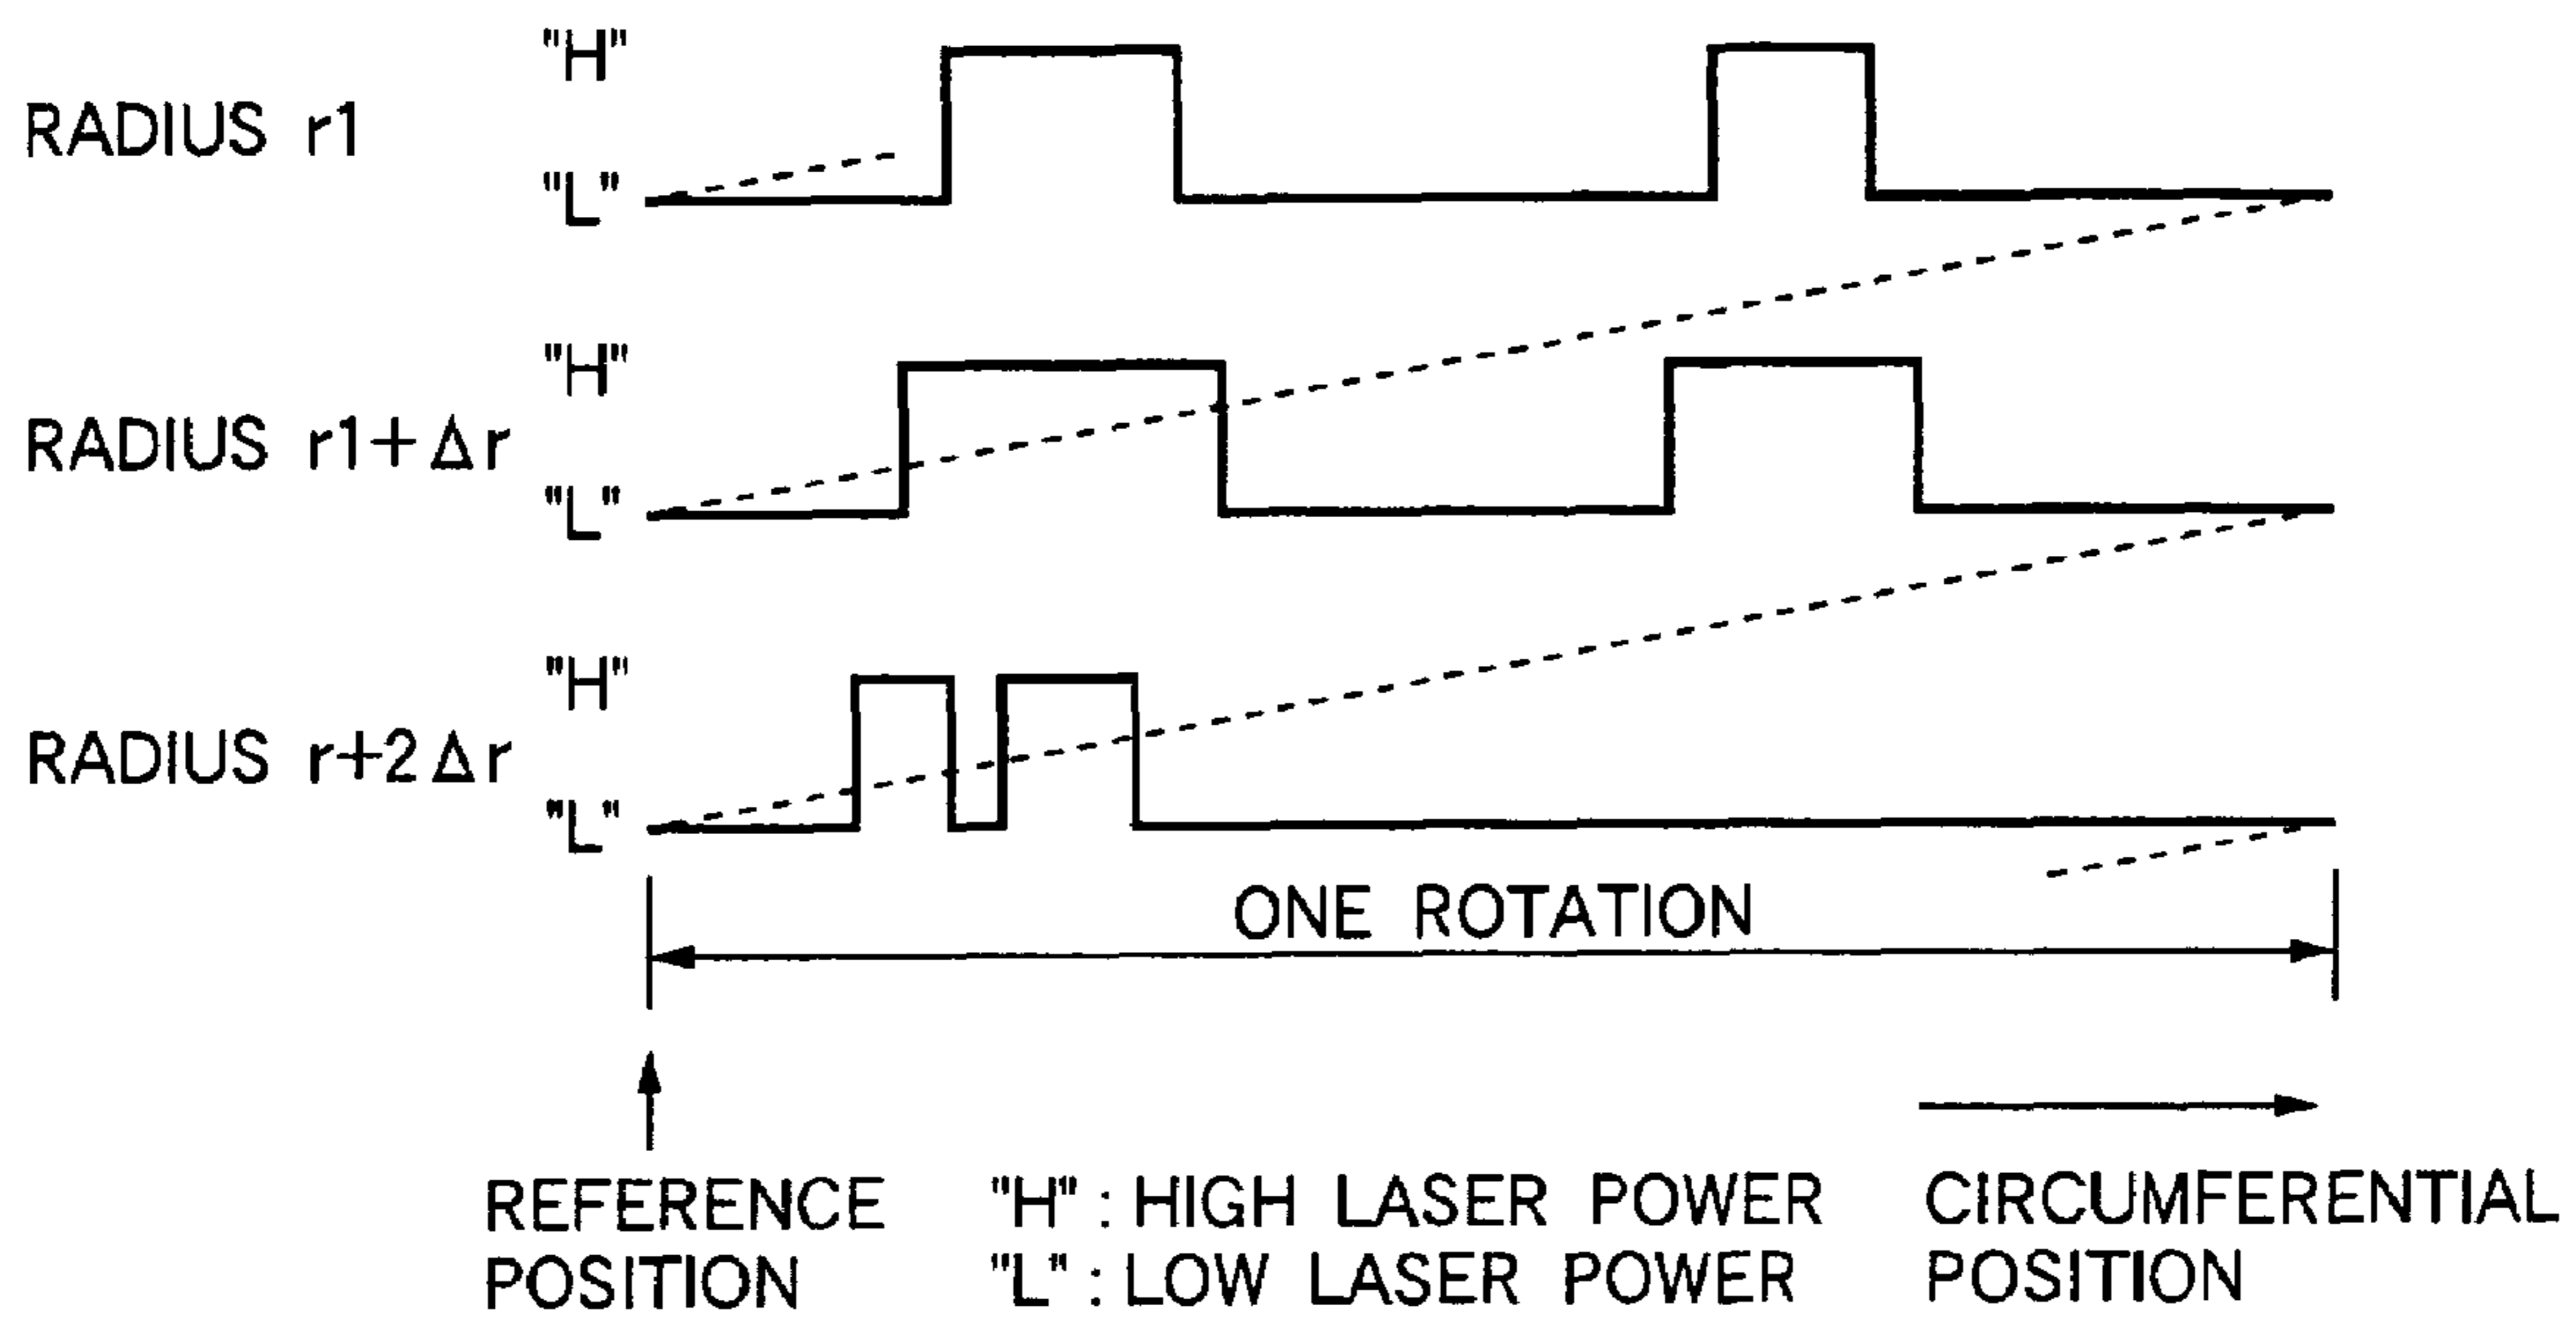 "H"
RADIUS r1
"L"
"H"
RADIUS r1+Δr
"L"
"H"
RADIUS r+2Δr
"L"
ONE ROTATION
REFERENCE POSITION
"H" : HIGH LASER POWER
"L" : LOW LASER POWER
CIRCUMFERENTIAL POSITION